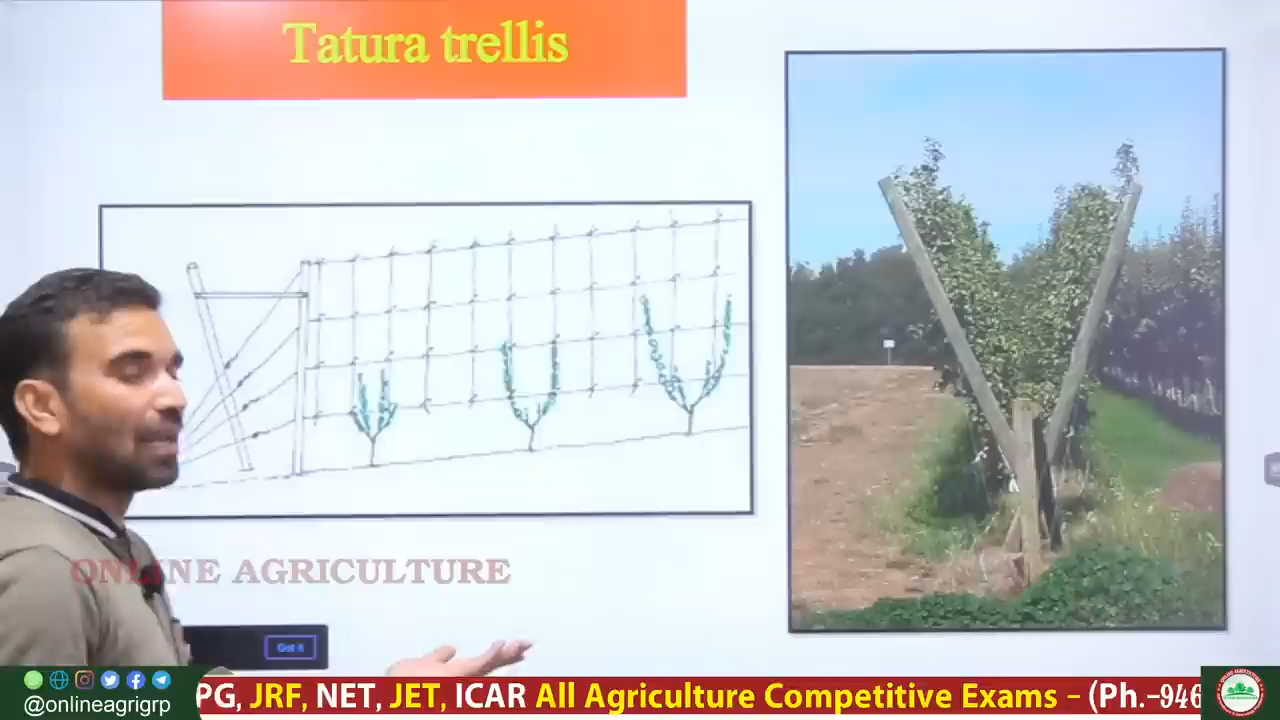 Tatura trellis
ONLINE AGRICULTURE
Got it
@onlineagrigrp
PG, JRF, NET, JET, ICAR All Agriculture Competitive Exams - (Ph.-946